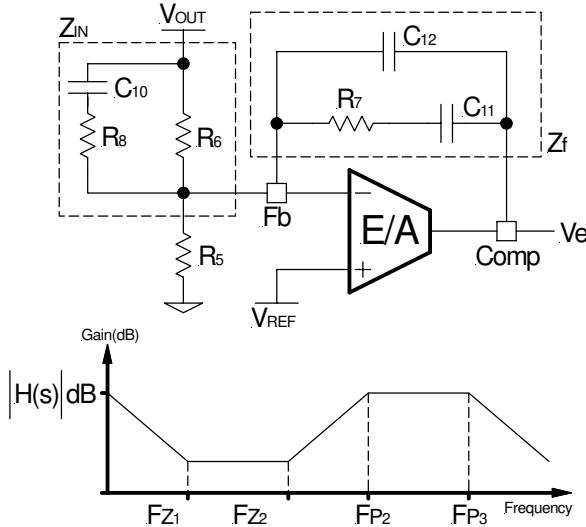 VOUT
ZIN
C12
C10
R7
C11
R8
R6
Zf
Fb
−
E/A
+
Ve
Comp
R5
VREF
Gain(dB)
|H(s)|dB
FZ1
FZ2
FP2
FP3
Frequency